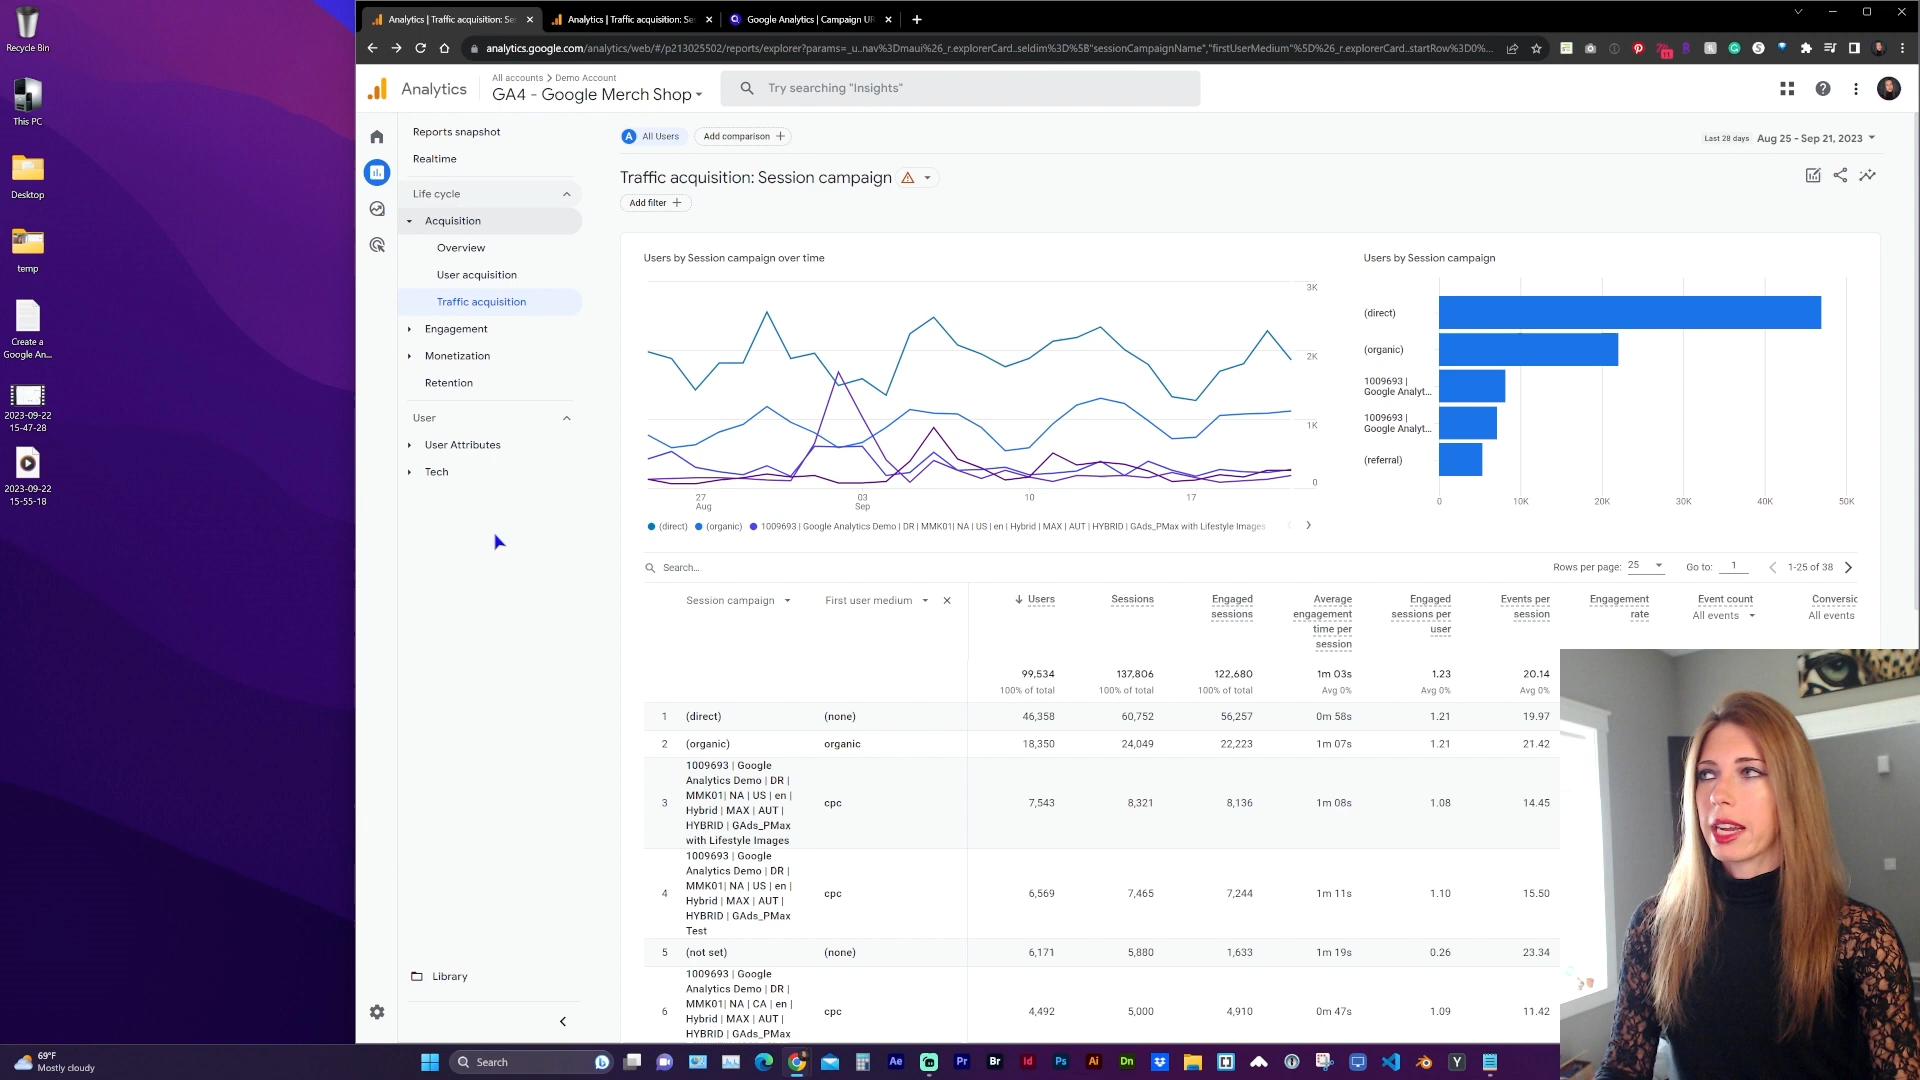 Recycle Bin
This PC
Desktop
temp
Create a
Google An...
2023-09-22
15-47-28
2023-09-22
15-55-18
Analytics | Traffic acquisition: Se
Analytics | Traffic acquisition: Se
Google Analytics | Campaign UR
analytics.google.com/analytics/web/#/p213025502/reports/explorer?params=_u..nav%3Dmaui%26_r.explorerCard..seldim%3D%5B"sessionCampaignName","firstUserMedium"%5D%26_r.explorerCard..startRow%3D0%...
Analytics
All accounts > Demo Account
GA4 - Google Merch Shop
Try searching "Insights"
Reports snapshot
Realtime
Life cycle
Acquisition
Overview
User acquisition
Traffic acquisition
Engagement
Monetization
Retention
User
User Attributes
Tech
Library
A All Users
Add comparison +
Last 28 days Aug 25 - Sep 21, 2023
Traffic acquisition: Session campaign
Add filter +
Users by Session campaign over time
3K
2K
1K
0
27
Aug
03
Sep
10
17
(direct) (organic) 1009693 | Google Analytics Demo | DR | MMK01| NA | US | en | Hybrid | MAX | AUT | HYBRID | GAds_PMax with Lifestyle Images
Users by Session campaign
(direct)
(organic)
1009693 |
Google Analyt...
1009693 |
Google Analyt...
(referral)
0 10K 20K 30K 40K 50K
Search...
Rows per page: 25 Go to: 1 1-25 of 38
Session campaign First user medium Users Sessions Engaged sessions Average engagement time per session Engaged sessions per user Events per session Engagement rate Event count All events Conversic All events
99,534 137,806 122,680 1m 03s 1.23 20.14
100% of total 100% of total 100% of total Avg 0% Avg 0% Avg 0%
1 (direct) (none) 46,358 60,752 56,257 0m 58s 1.21 19.97
2 (organic) organic 18,350 24,049 22,223 1m 07s 1.21 21.42
1009693 | Google
Analytics Demo | DR |
MMK01| NA | US | en |
3 Hybrid | MAX | AUT | cpc 7,543 8,321 8,136 1m 08s 1.08 14.45
HYBRID | GAds_PMax
with Lifestyle Images
1009693 | Google
Analytics Demo | DR |
MMK01| NA | US | en |
4 Hybrid | MAX | AUT | cpc 6,569 7,465 7,244 1m 11s 1.10 15.50
HYBRID | GAds_PMax
Test
5 (not set) (none) 6,171 5,880 1,633 1m 19s 0.26 23.34
1009693 | Google
Analytics Demo | DR |
MMK01| NA | CA | en |
6 Hybrid | MAX | AUT | cpc 4,492 5,000 4,910 0m 47s 1.09 11.42
HYBRID | GAds_PMax
69°F
Mostly cloudy
Search
Ae Pr Br Id Ps Ai Dn Y